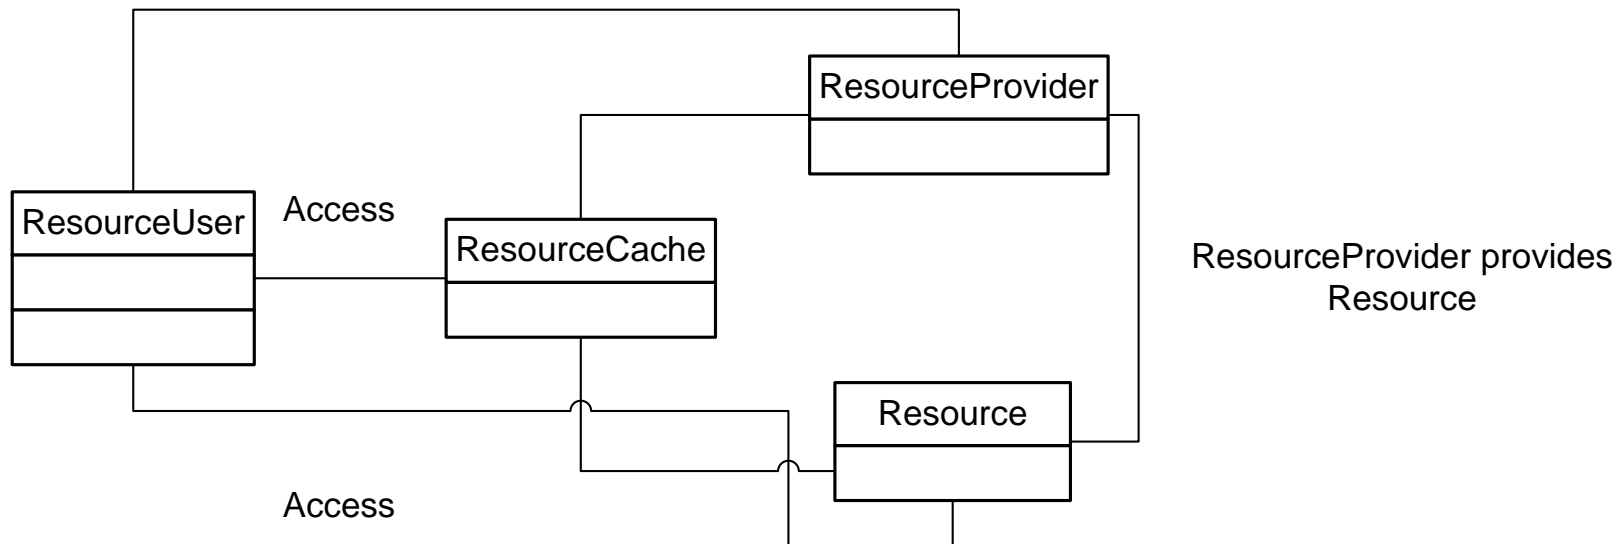 ResourceProvider
ResourceUser
Access
ResourceCache
ResourceProvider provides
Resource
Resource
Access